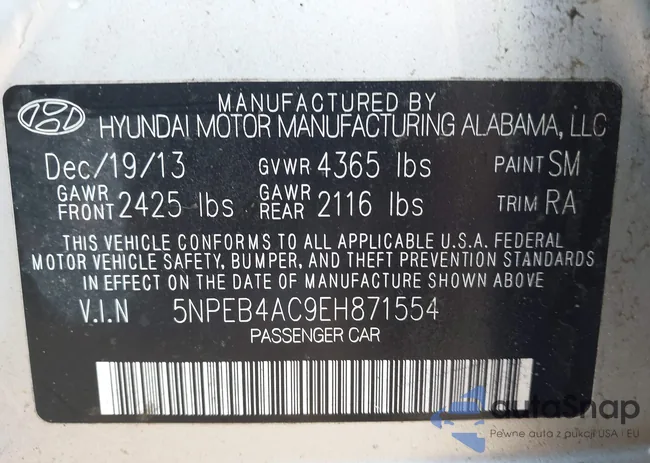 MANUFACTURED BY
HYUNDAI MOTOR MANUFACTURING ALABAMA, LLC
Dec/19/13 GVWR 4365 lbs PAINT SM
GAWR FRONT 2425 lbs GAWR REAR 2116 lbs TRIM RA
THIS VEHICLE CONFORMS TO ALL APPLICABLE U.S.A. FEDERAL
MOTOR VEHICLE SAFETY, BUMPER, AND THEFT PREVENTION STANDARDS
IN EFFECT ON THE DATE OF MANUFACTURE SHOWN ABOVE
V.I.N 5NPEB4AC9EH871554
PASSENGER CAR
autoSnap
Pewne auta z aukcji USA i EU